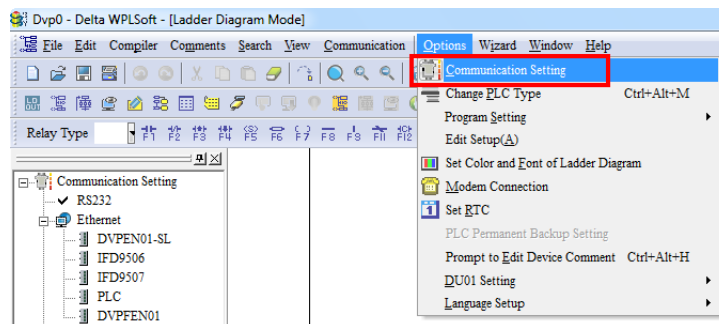 Dvp0 - Delta WPLSoft - [Ladder Diagram Mode]
File Edit Compiler Comments Search View Communication Options Wizard Window Help
Communication Setting
Change PLC Type Ctrl+Alt+M
Program Setting
Edit Setup(A)
Set Color and Font of Ladder Diagram
Modem Connection
Set RTC
PLC Permanent Backup Setting
Prompt to Edit Device Comment Ctrl+Alt+H
DU01 Setting
Language Setup
Relay Type F1 F2 F3 F4 F5 F6 F7 F8 F9 F11 F12
Communication Setting
RS232
Ethernet
DVPEN01-SL
IFD9506
IFD9507
PLC
DVPFEN01